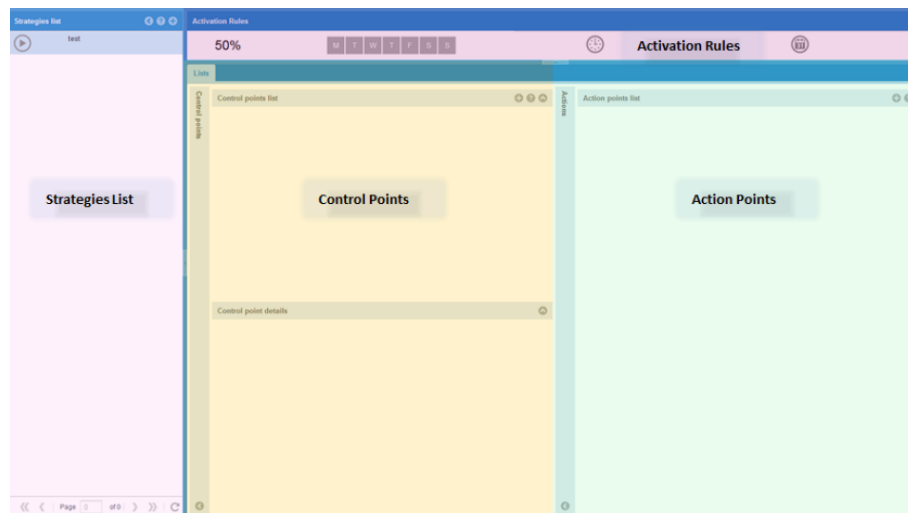 Strategies list
Activation Rules
test
50%
M T W T F S S
Activation Rules
Lists
Control points
Control points list
Actions
Action points list
Strategies List
Control Points
Action Points
Control point details
Page 0 of 0